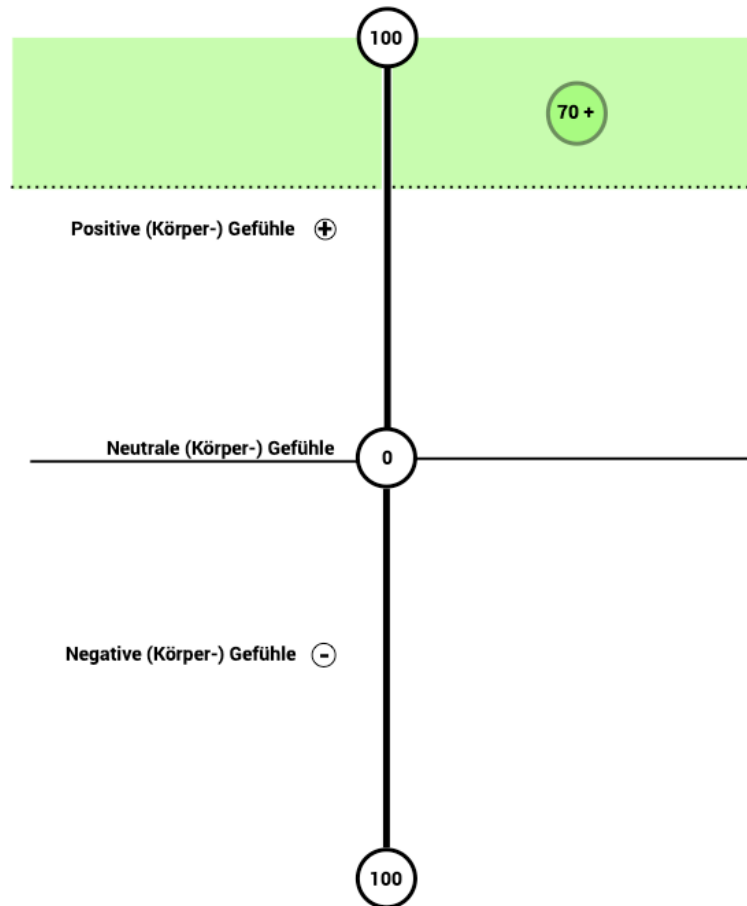 100
70 +
Positive (Körper-) Gefühle +
Neutrale (Körper-) Gefühle
0
Negative (Körper-) Gefühle -
100